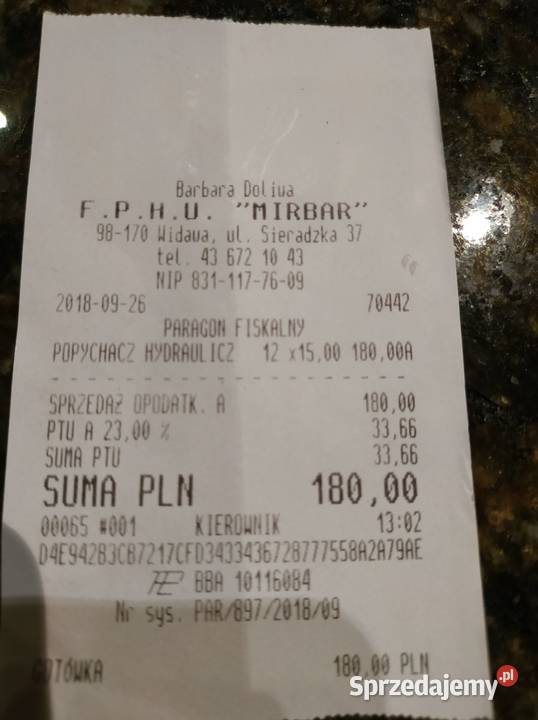 Barbara Doliwa
F.P.H.U. "MIRBAR"
98-170 Widawa, ul. Sieradzka 37
tel. 43 672 10 43
NIP 831-117-76-09
2018-09-26 70442
PARAGON FISKALNY
POPYCHACZ HYDRAULICZ 12 x15,00 180,00A
SPRZEDAŻ OPODATK. A 180,00
PTU A 23,00 % 33,66
SUMA PTU 33,66
SUMA PLN 180,00
00065 #001 KIEROWNIK 13:02
D4E942B3CB7217CFD3433436728777558A2A79AE
BBA 10116084
Nr sys. PAR/897/2018/09
GOTÓWKA 180,00 PLN
Sprzedajemy.pl